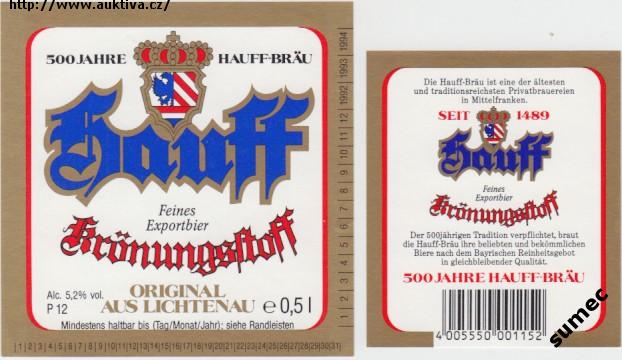 http://www.auktiva.cz/
500 JAHRE HAUFF-BRÄU
Hauff
Feines
Exportbier
Krönungsstoff
ORIGINAL
AUS LICHTENAU
Alc. 5,2% vol.
P 12
e 0,5 l
Mindestens haltbar bis (Tag/Monat/Jahr); siehe Randleisten
|1|2|3|4|5|6|7|8|9|10|11|12|13|14|15|16|17|18|19|20|21|22|23|24|25|26|27|28|29|30|31|
|1|2|3|4|5|6|7|8|9|10|11|12|1992|1993|1994|
Die Hauff-Bräu ist eine der ältesten
und traditionsreichsten Privatbrauereien
in Mittelfranken.
SEIT 1489
Hauff
Feines
Exportbier
Krönungsstoff
Der 500jährigen Tradition verpflichtet, braut
die Hauff-Bräu ihre beliebten und bekömmlichen
Biere nach dem Bayrischen Reinheitsgebot
in gleichbleibender Qualität.
500 JAHRE HAUFF-BRÄU
4 005550 001152
sumec